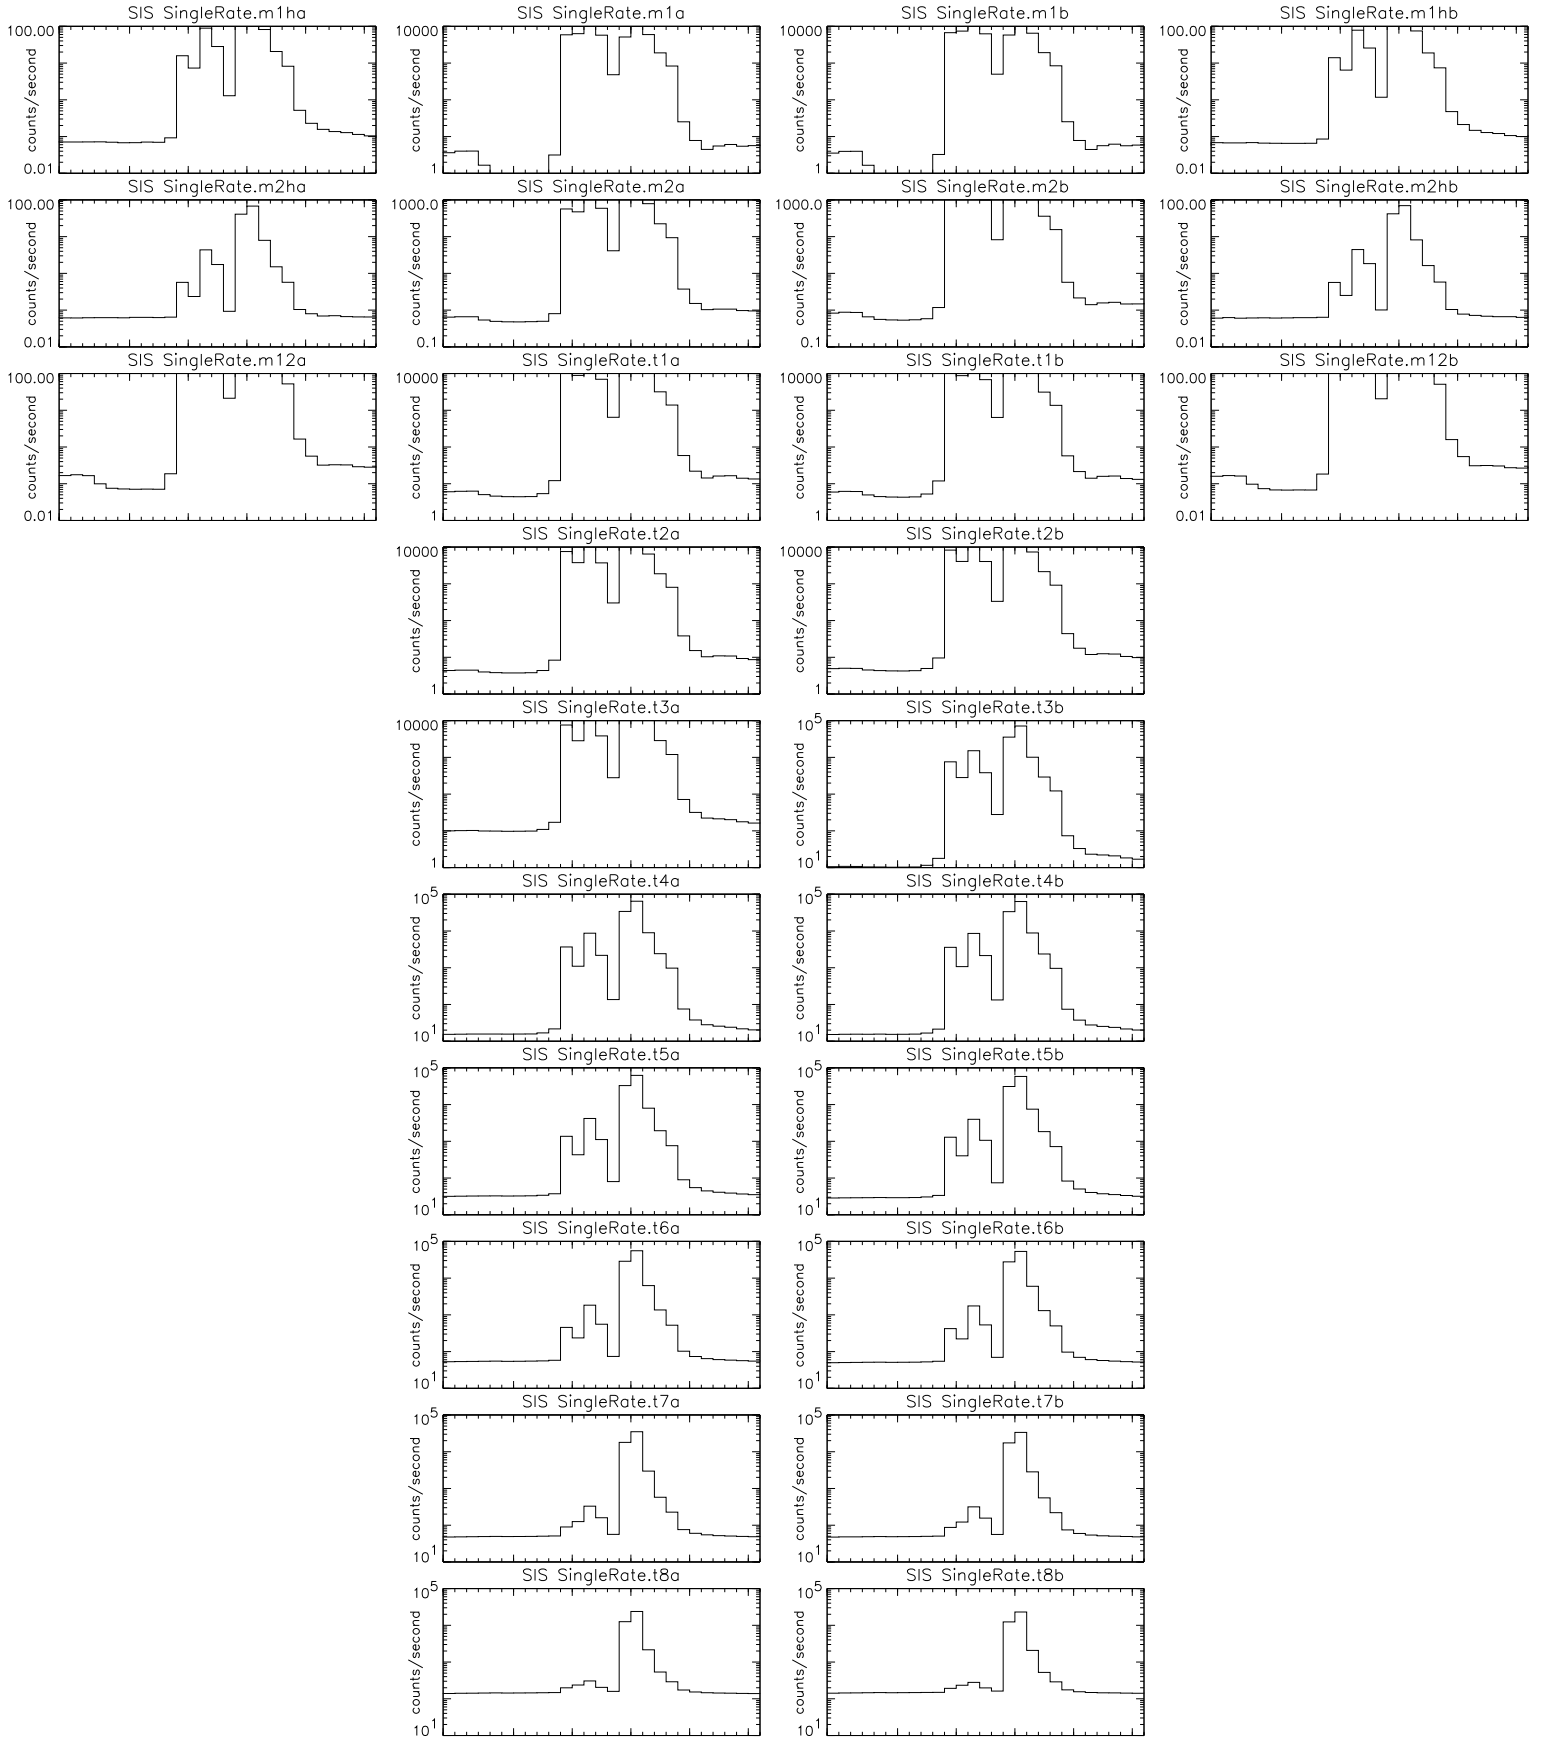 SIS SingleRate.m1ha SIS SingleRate.m1a SIS SingleRate.m1b SIS SingleRate.m1hb
100.00 10000 10000 100.00
counts/second counts/second counts/second counts/second
0.01 1 1 0.01
SIS SingleRate.m2ha SIS SingleRate.m2a SIS SingleRate.m2b SIS SingleRate.m2hb
100.00 1000.0 1000.0 100.00
counts/second counts/second counts/second counts/second
0.01 0.1 0.1 0.01
SIS SingleRate.m12a SIS SingleRate.t1a SIS SingleRate.t1b SIS SingleRate.m12b
100.00 10000 10000 100.00
counts/second counts/second counts/second counts/second
0.01 1 1 0.01
SIS SingleRate.t2a SIS SingleRate.t2b
10000 10000
counts/second counts/second
1 1
SIS SingleRate.t3a SIS SingleRate.t3b
10000 10^5
counts/second counts/second
1 10^1
SIS SingleRate.t4a SIS SingleRate.t4b
10^5 10^5
counts/second counts/second
10^1 10^1
SIS SingleRate.t5a SIS SingleRate.t5b
10^5 10^5
counts/second counts/second
10^1 10^1
SIS SingleRate.t6a SIS SingleRate.t6b
10^5 10^5
counts/second counts/second
10^1 10^1
SIS SingleRate.t7a SIS SingleRate.t7b
10^5 10^5
counts/second counts/second
10^1 10^1
SIS SingleRate.t8a SIS SingleRate.t8b
10^5 10^5
counts/second counts/second
10^1 10^1